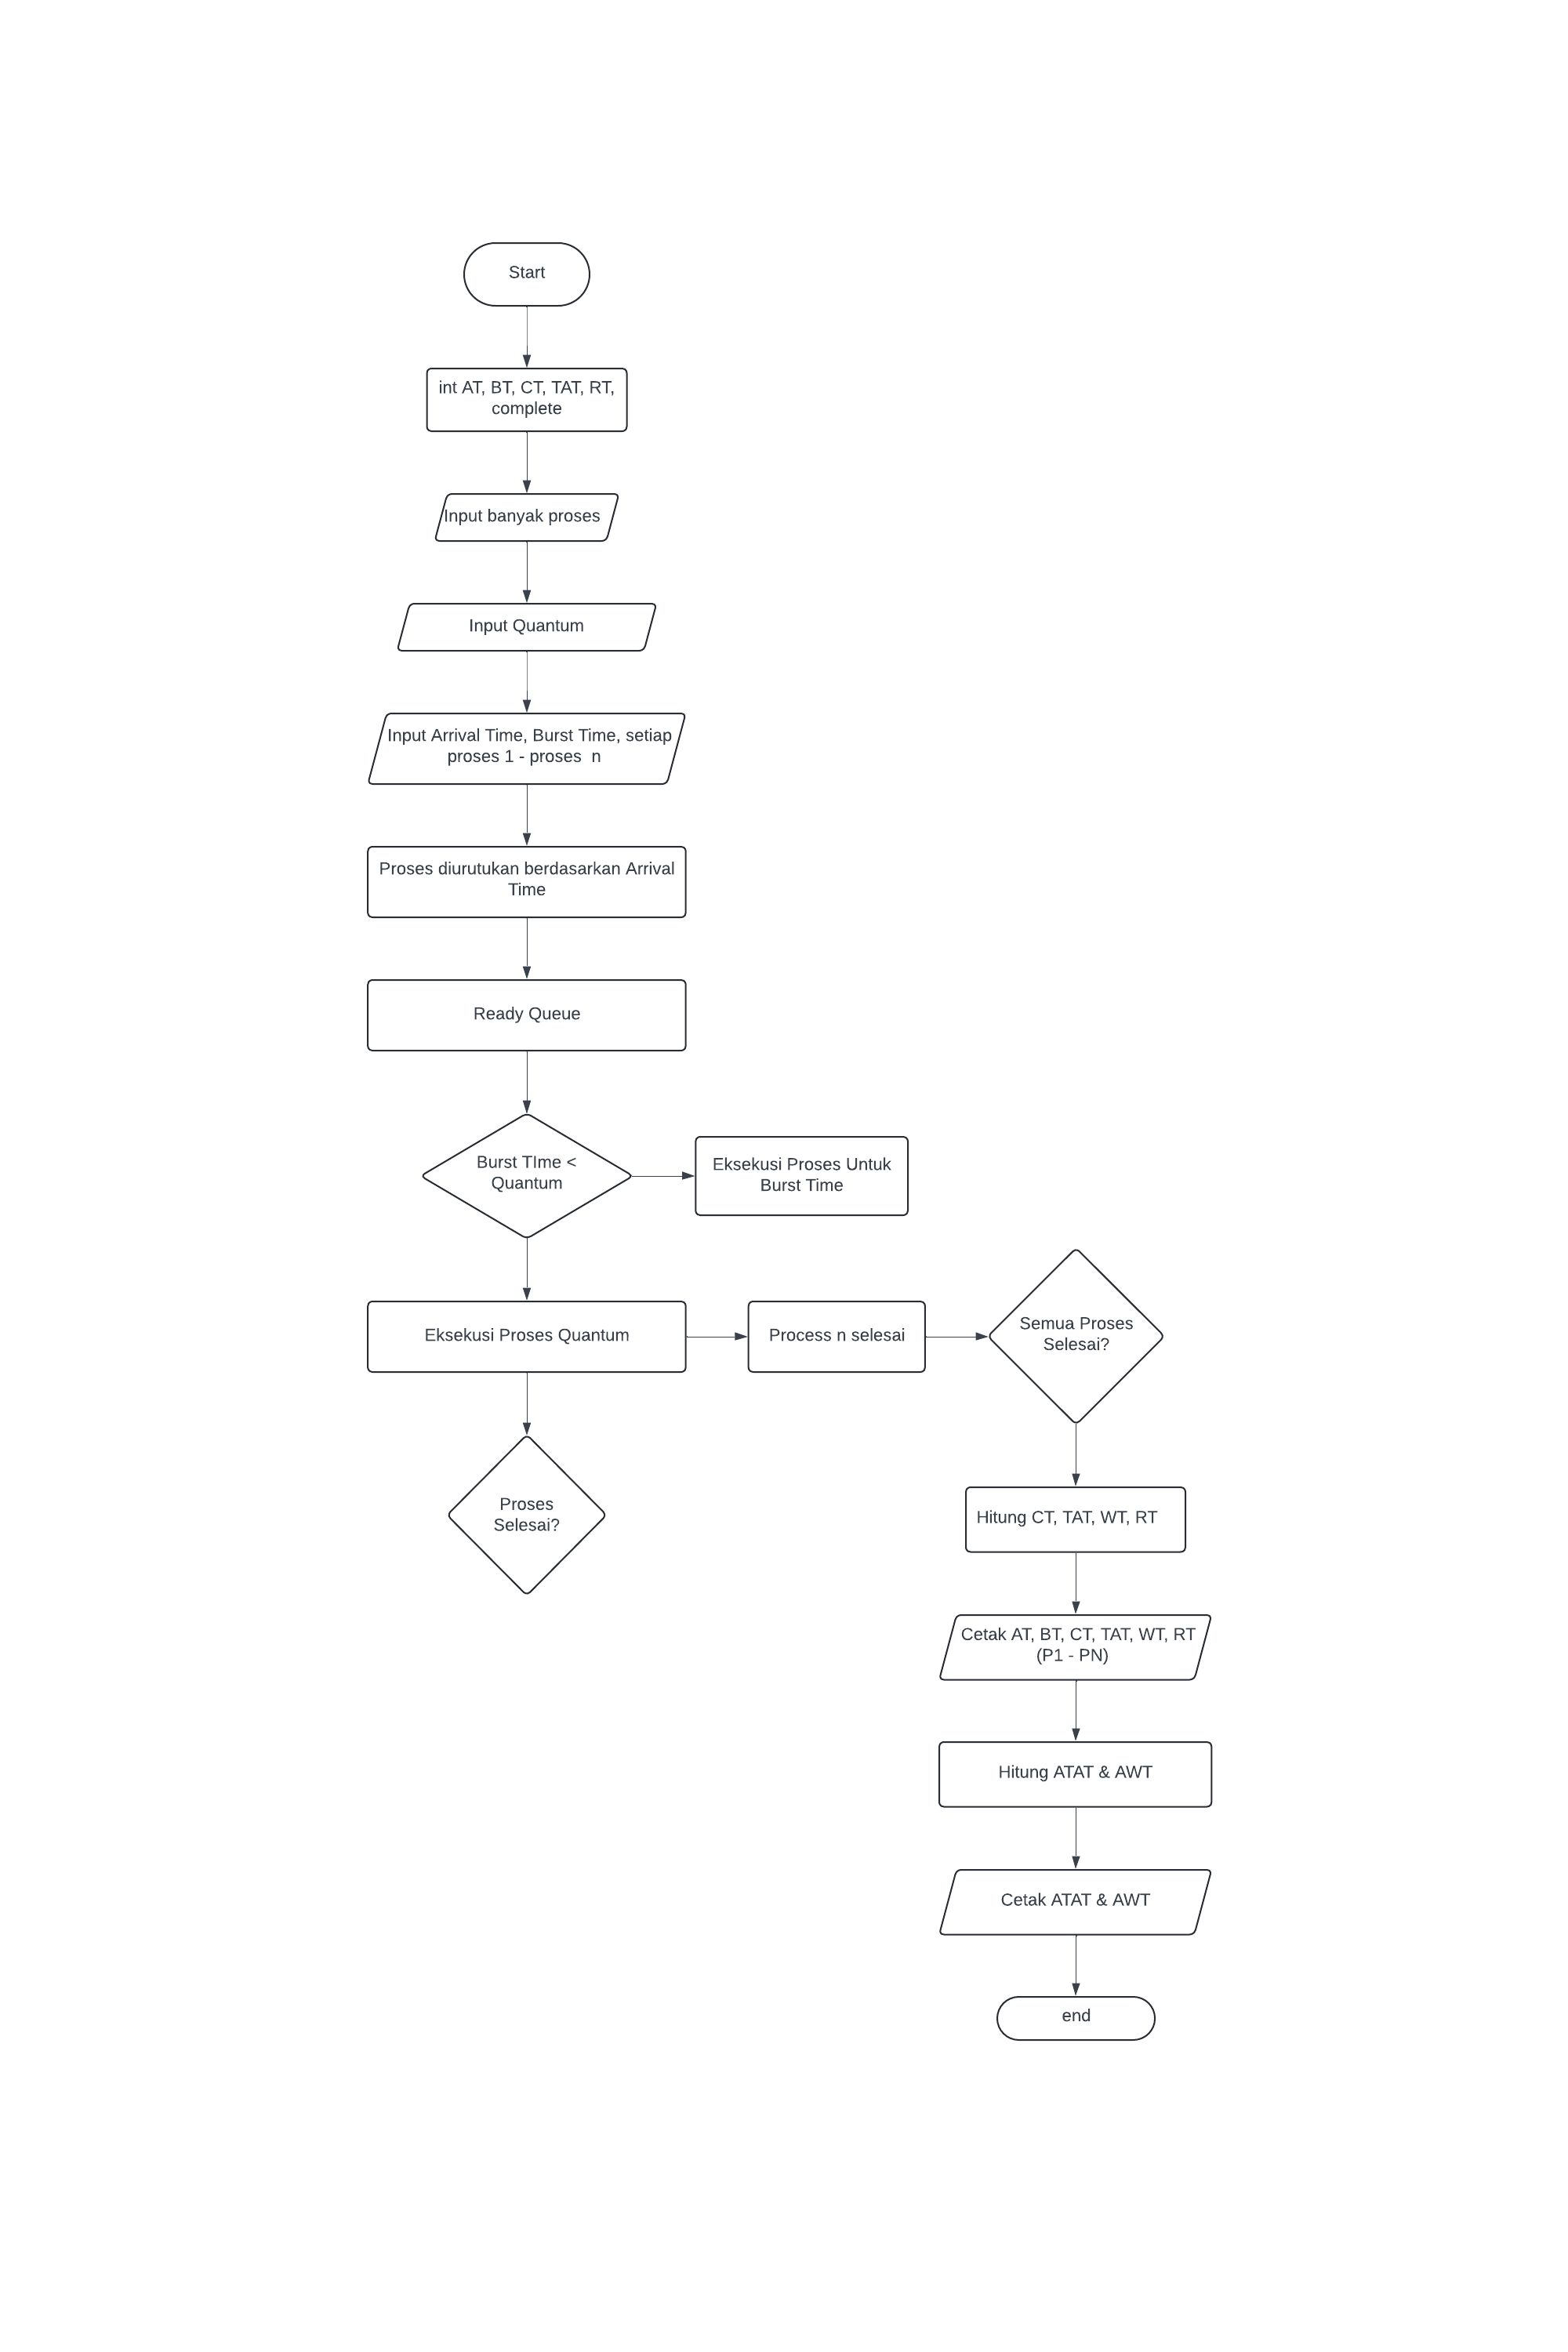 Start
int AT, BT, CT, TAT, RT,
complete
Input banyak proses
Input Quantum
Input Arrival Time, Burst Time, setiap
proses 1 - proses  n
Proses diurutukan berdasarkan Arrival
Time
Ready Queue
Burst TIme <
Quantum
Eksekusi Proses Untuk
Burst Time
Eksekusi Proses Quantum
Process n selesai
Semua Proses
Selesai?
Proses
Selesai?
Hitung CT, TAT, WT, RT
Cetak AT, BT, CT, TAT, WT, RT
(P1 - PN)
Hitung ATAT & AWT
Cetak ATAT & AWT
end